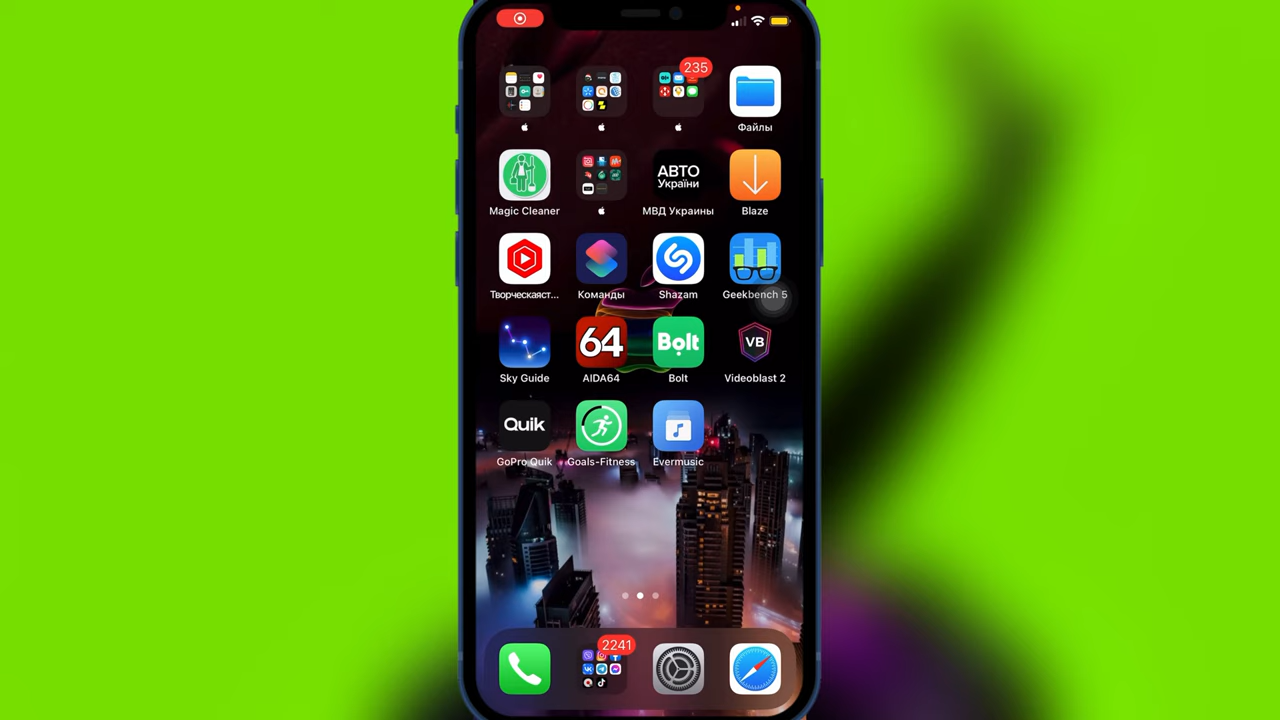 235
Файлы
АВТО
України
Magic Cleaner
МВД Украины
Blaze
Творческаяст...
Команды
Shazam
Geekbench 5
64
Bolt
VB
Sky Guide
AIDA64
Bolt
Videoblast 2
Quik
GoPro Quik
Goals-Fitness
Evermusic
2241